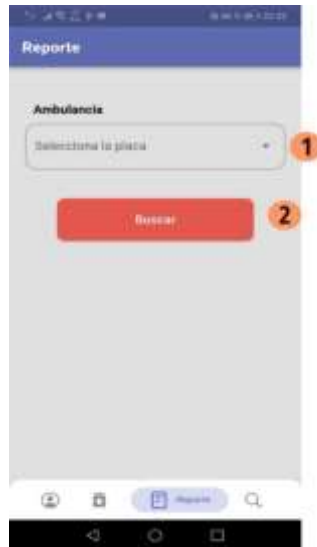 Reporte
Ambulancia
Selecciona la placa
1
Buscar
2
Reporte